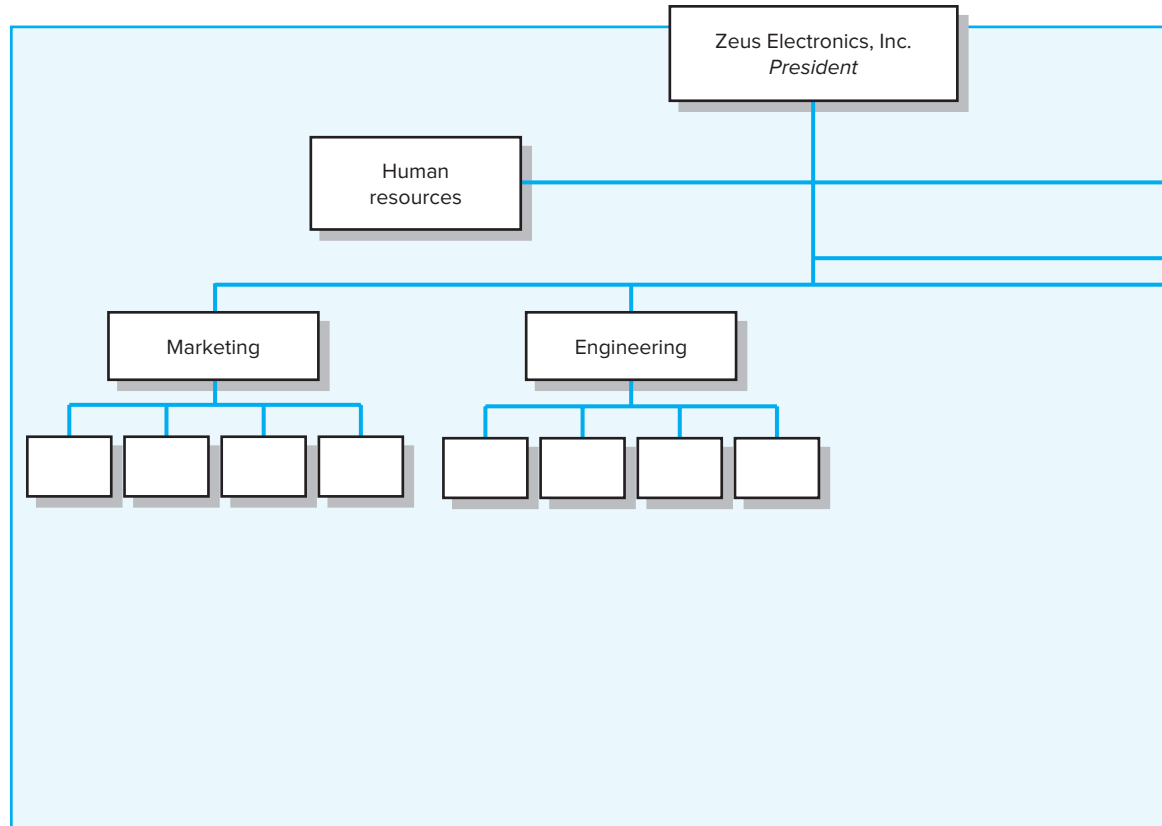 Zeus Electronics, Inc.
President
Human
resources
Marketing
Engineering